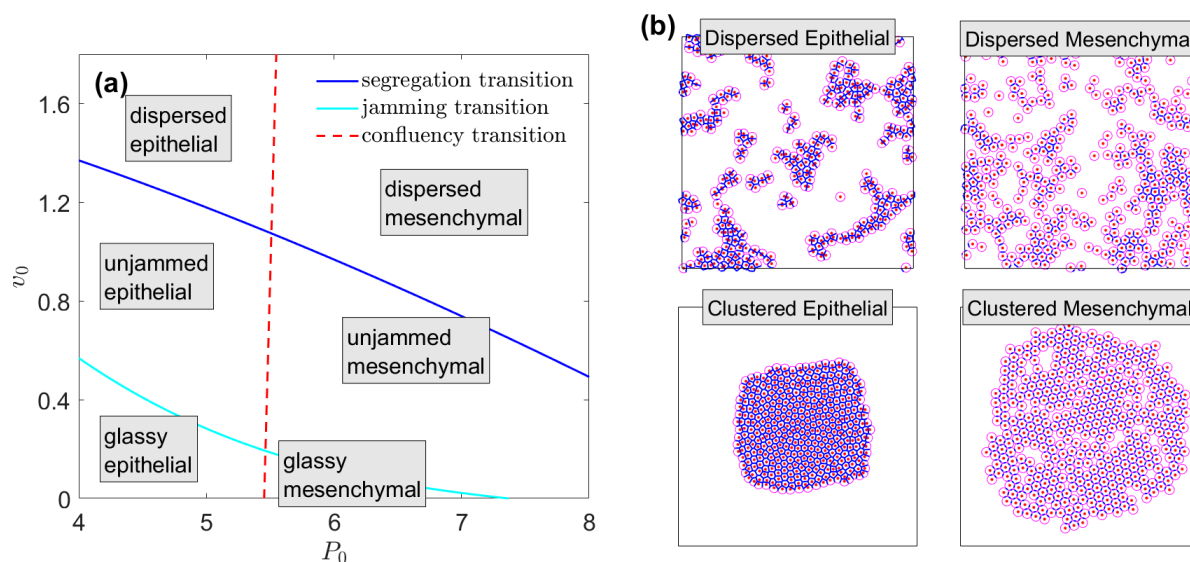 (a)
segregation transition
jamming transition
confluency transition
dispersed
epithelial
dispersed
mesenchymal
unjammed
epithelial
unjammed
mesenchymal
glassy
epithelial
glassy
mesenchymal
1.6
1.2
0.8
0.4
0
v₀
4
5
6
7
8
P₀
(b)
Dispersed Epithelial
Dispersed Mesenchymal
Clustered Epithelial
Clustered Mesenchymal